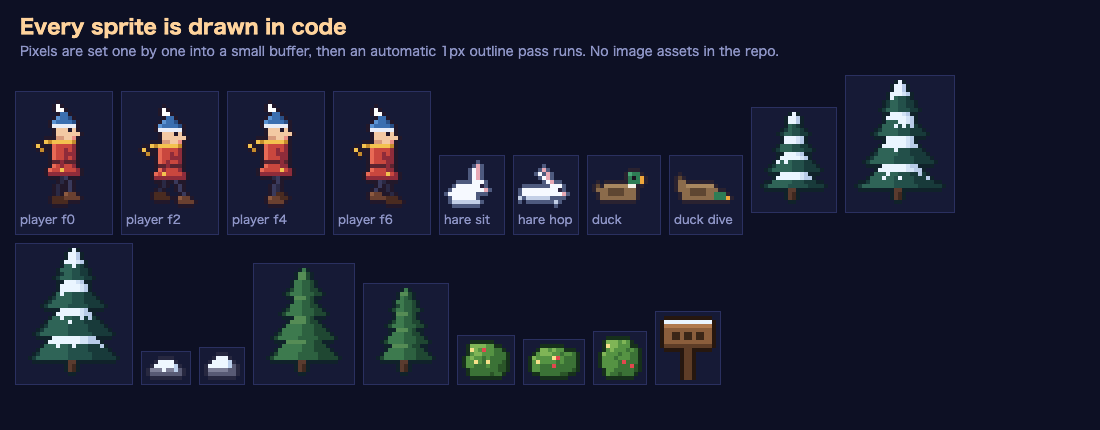 Every sprite is drawn in code
Pixels are set one by one into a small buffer, then an automatic 1px outline pass runs. No image assets in the repo.
player f0
player f2
player f4
player f6
hare sit
hare hop
duck
duck dive